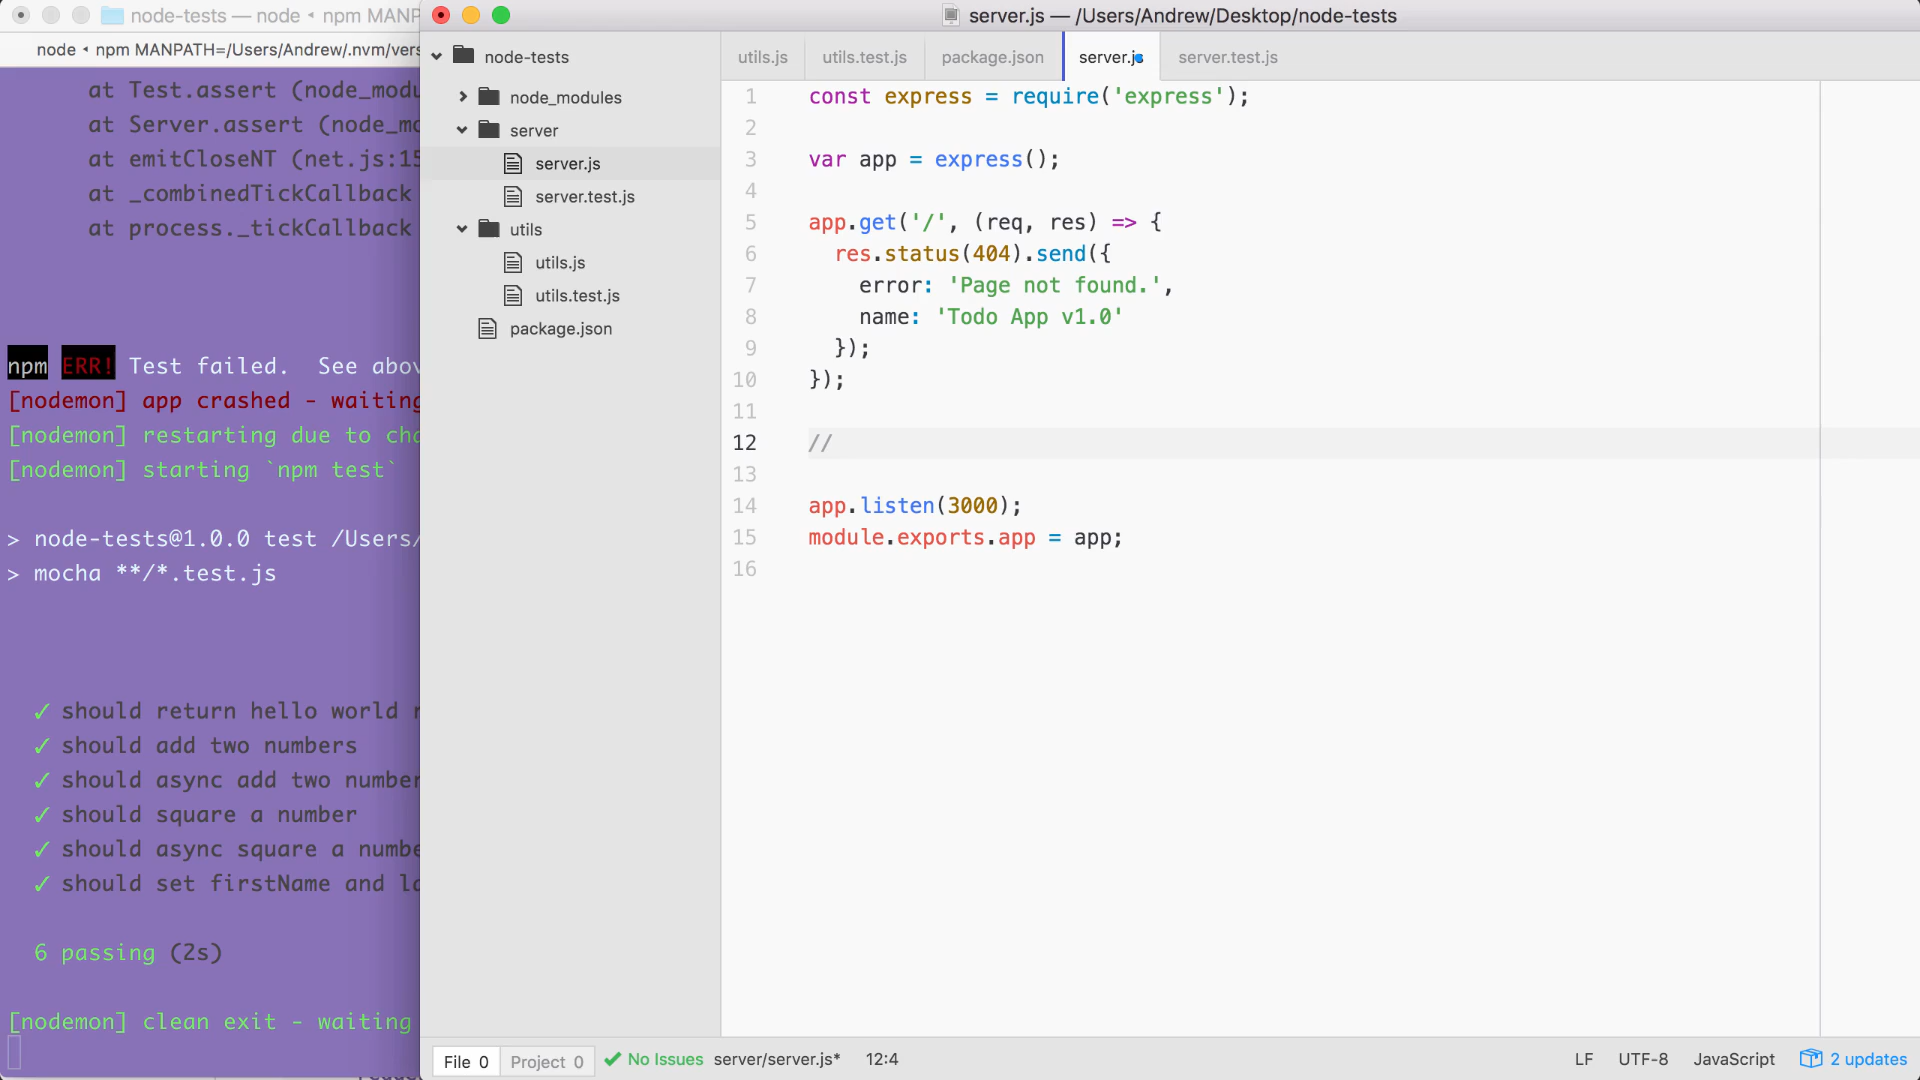 node-tests — node ◂ npm MANP
node ◂ npm MANPATH=/Users/Andrew/.nvm/vers
at Test.assert (node_modu
at Server.assert (node_mo
at emitCloseNT (net.js:15
at _combinedTickCallback
at process._tickCallback
npm ERR! Test failed.  See abov
[nodemon] app crashed - waiting
[nodemon] restarting due to cha
[nodemon] starting `npm test`
> node-tests@1.0.0 test /Users/
> mocha **/*.test.js
✓ should return hello world r
✓ should add two numbers
✓ should async add two number
✓ should square a number
✓ should async square a numbe
✓ should set firstName and la
6 passing (2s)
[nodemon] clean exit - waiting
server.js — /Users/Andrew/Desktop/node-tests
node-tests
node_modules
server
server.js
server.test.js
utils
utils.js
utils.test.js
package.json
utils.js
utils.test.js
package.json
server.js
server.test.js
1 const express = require('express');
2
3 var app = express();
4
5 app.get('/', (req, res) => {
6   res.status(404).send({
7     error: 'Page not found.',
8     name: 'Todo App v1.0'
9   });
10 });
11
12 //
13
14 app.listen(3000);
15 module.exports.app = app;
16
File 0
Project 0
No Issues
server/server.js*
12:4
LF
UTF-8
JavaScript
2 updates